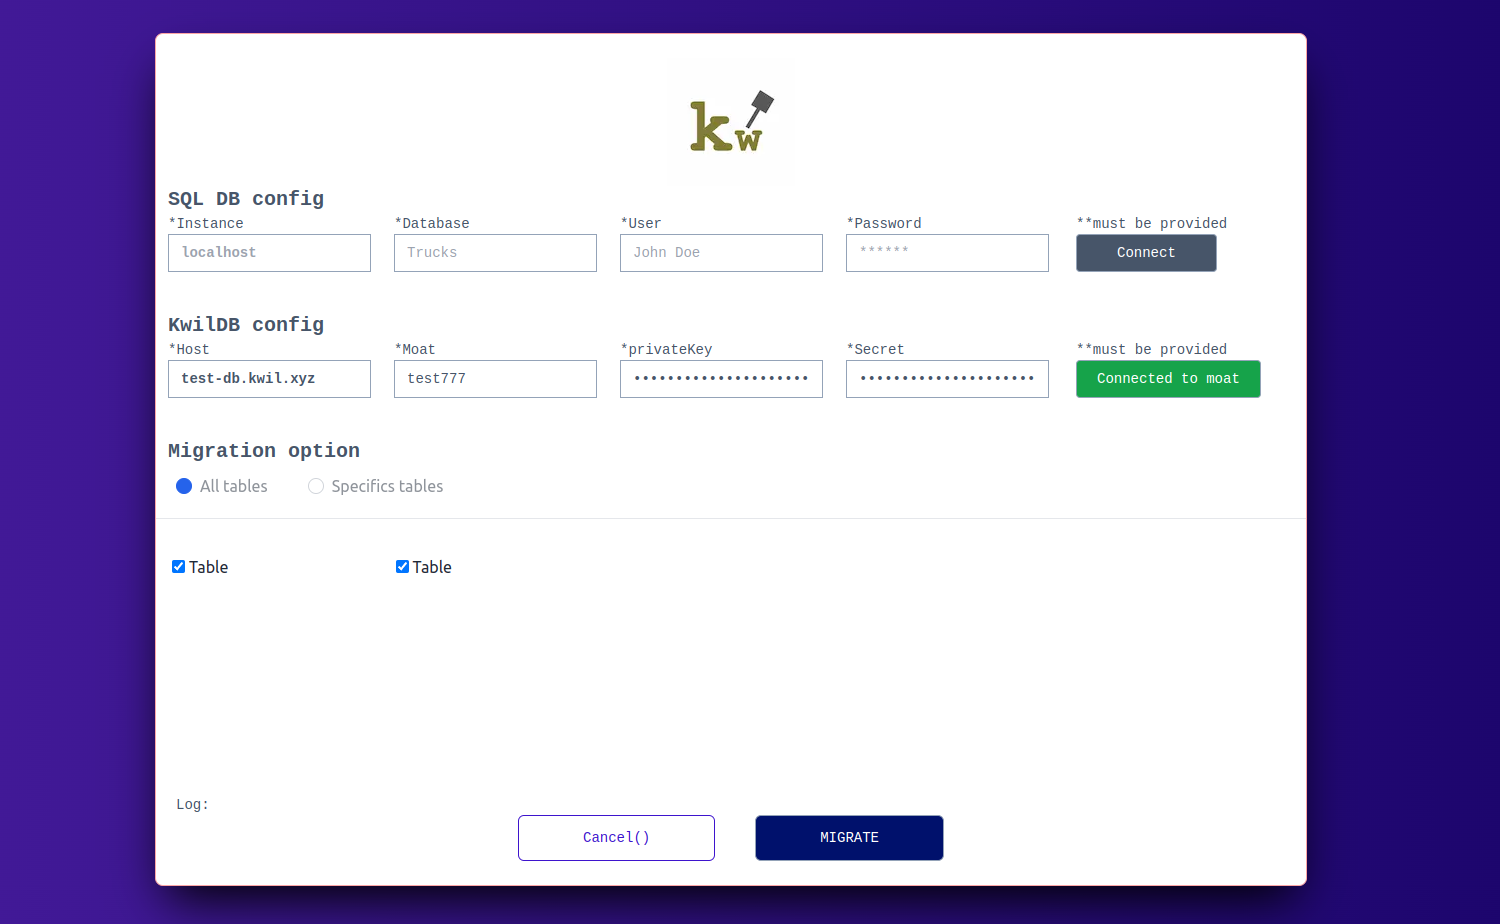 kw
SQL DB config
*Instance *Database *User *Password **must be provided
localhost Trucks John Doe ****** Connect
KwilDB config
*Host *Moat *privateKey *Secret **must be provided
test-db.kwil.xyz test777 ••••••••••••••••••••• ••••••••••••••••••••• Connected to moat
Migration option
All tables Specifics tables
Table Table
Log:
Cancel() MIGRATE